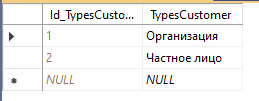 Id_TypesCusto... TypesCustomer
1 Организация
2 Частное лицо
NULL NULL